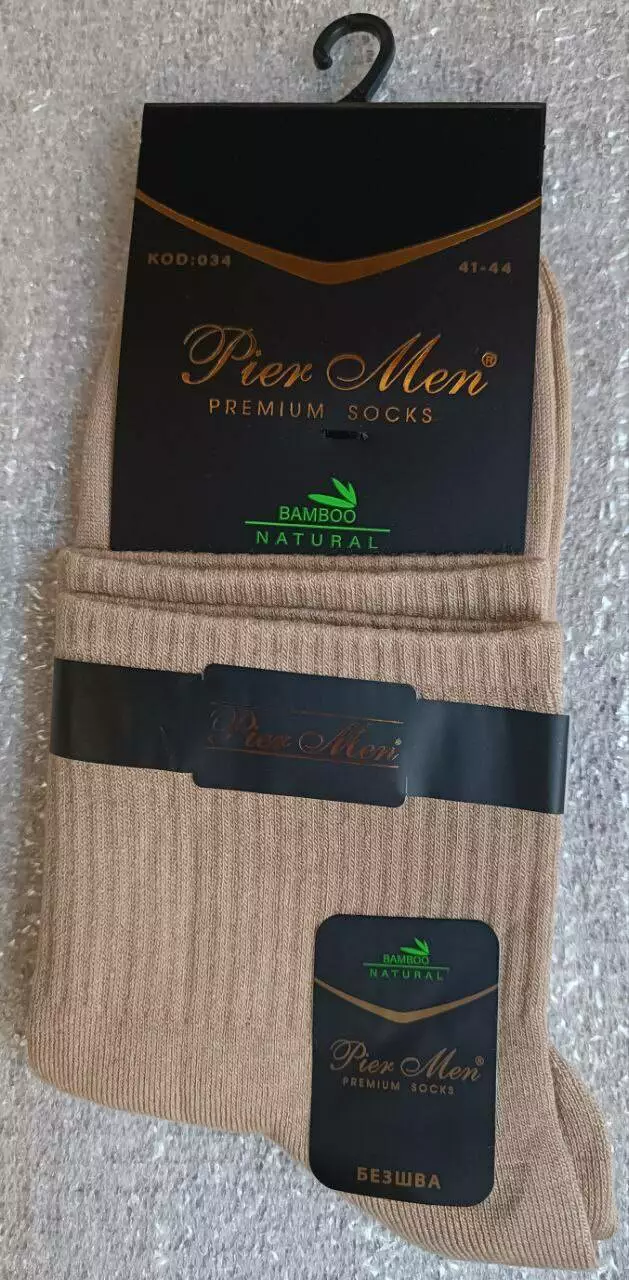 KOD:034 41-44
Pier Men®
PREMIUM SOCKS
BAMBOO
NATURAL
Pier Men®
BAMBOO
NATURAL
Pier Men®
PREMIUM SOCKS
БЕЗШВА